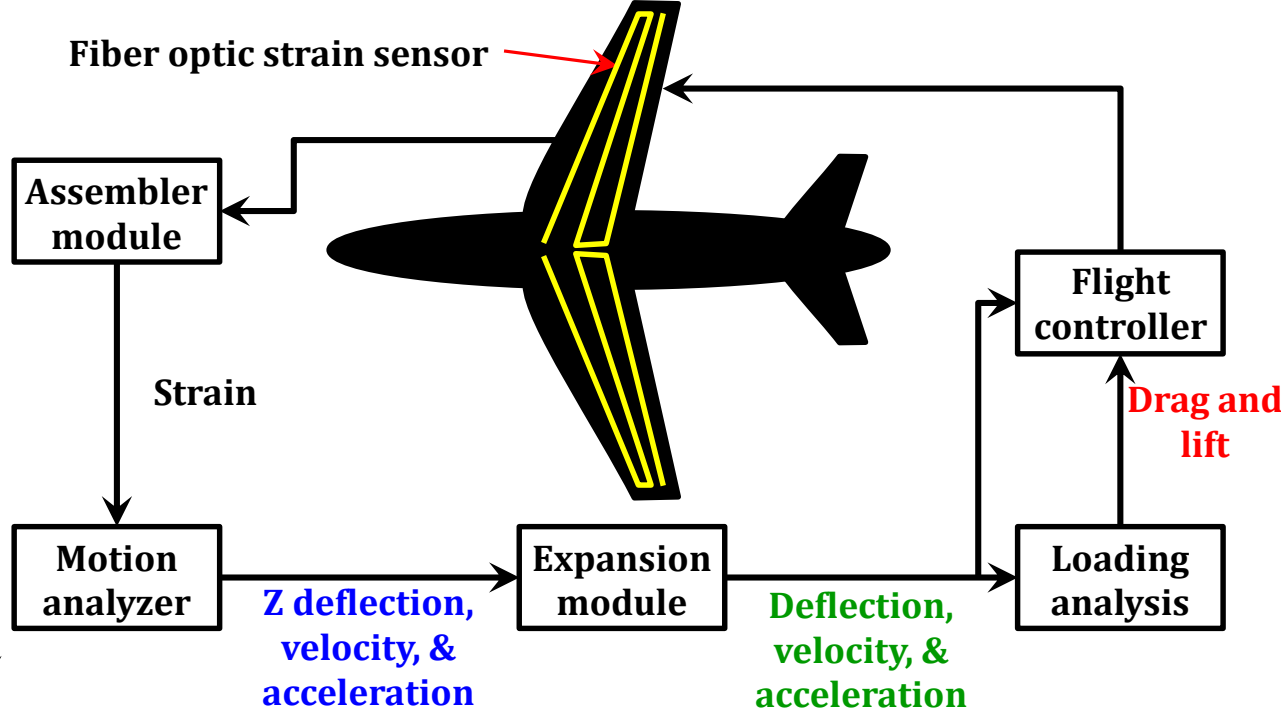 Fiber optic strain sensor
Assembler
module
Flight
controller
Strain
Drag and
lift
Motion
analyzer
Expansion
module
Loading
analysis
Z deflection,
velocity, &
acceleration
Deflection,
velocity, &
acceleration